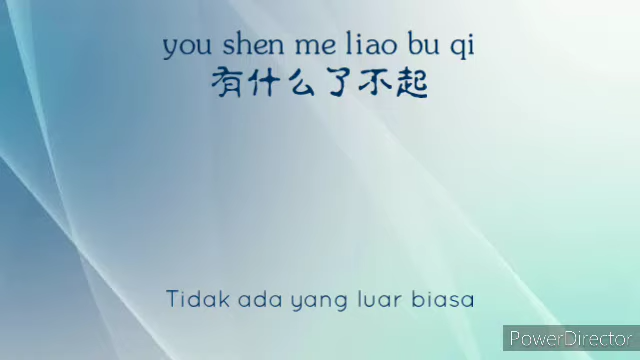 you shen me liao bu qi
有什么了不起
Tidak ada yang luar biasa
PowerDirector